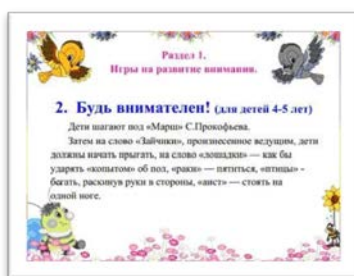 Раздел 1.
Игры на развитие внимания.
2. Будь внимателен! (для детей 4-5 лет)
Дети шагают под «Марш» С.Прокофьева.
Затем на слово «Зайчики», произнесенное ведущим, дети
должны начать прыгать, на слово «лошадки» — как бы
ударять «копытом» об пол, «раки» — пятиться, «птицы» -
бегать, раскинув руки в стороны, «аист» — стоять на
одной ноге.